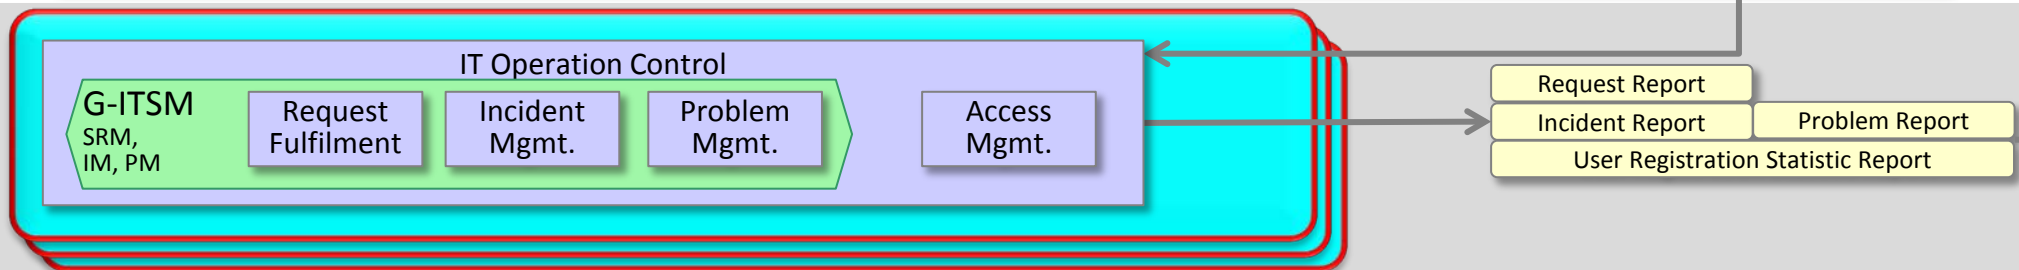 IT Operation Control
G-ITSM
SRM,
IM, PM
Request
Fulfilment
Incident
Mgmt.
Problem
Mgmt.
Access
Mgmt.
Request Report
Incident Report
Problem Report
User Registration Statistic Report